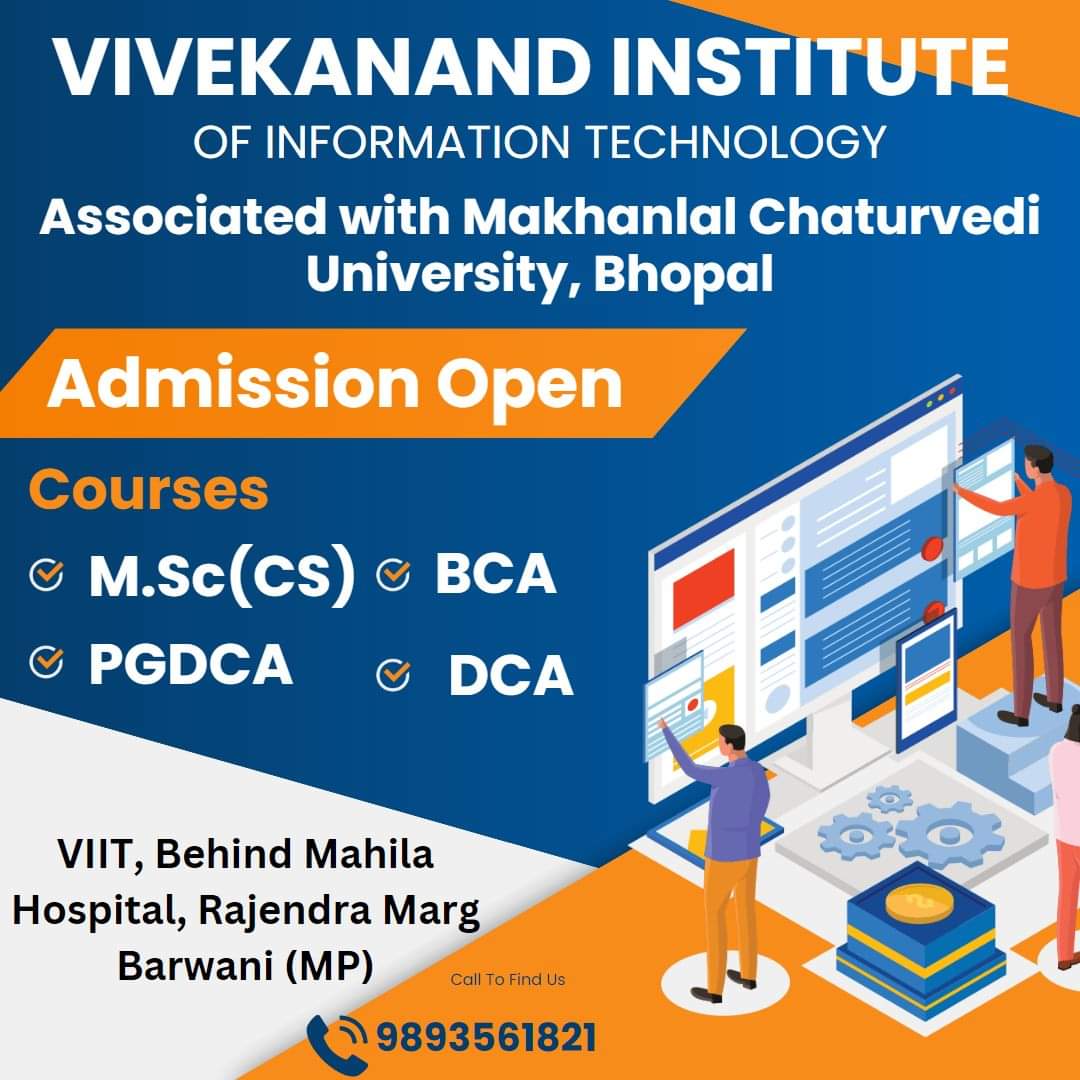 VIVEKANAND INSTITUTE
OF INFORMATION TECHNOLOGY
Associated with Makhanlal Chaturvedi
University, Bhopal
Admission Open
Courses
M.Sc(CS)
BCA
PGDCA
DCA
VIIT, Behind Mahila
Hospital, Rajendra Marg
Barwani (MP)
Call To Find Us
9893561821